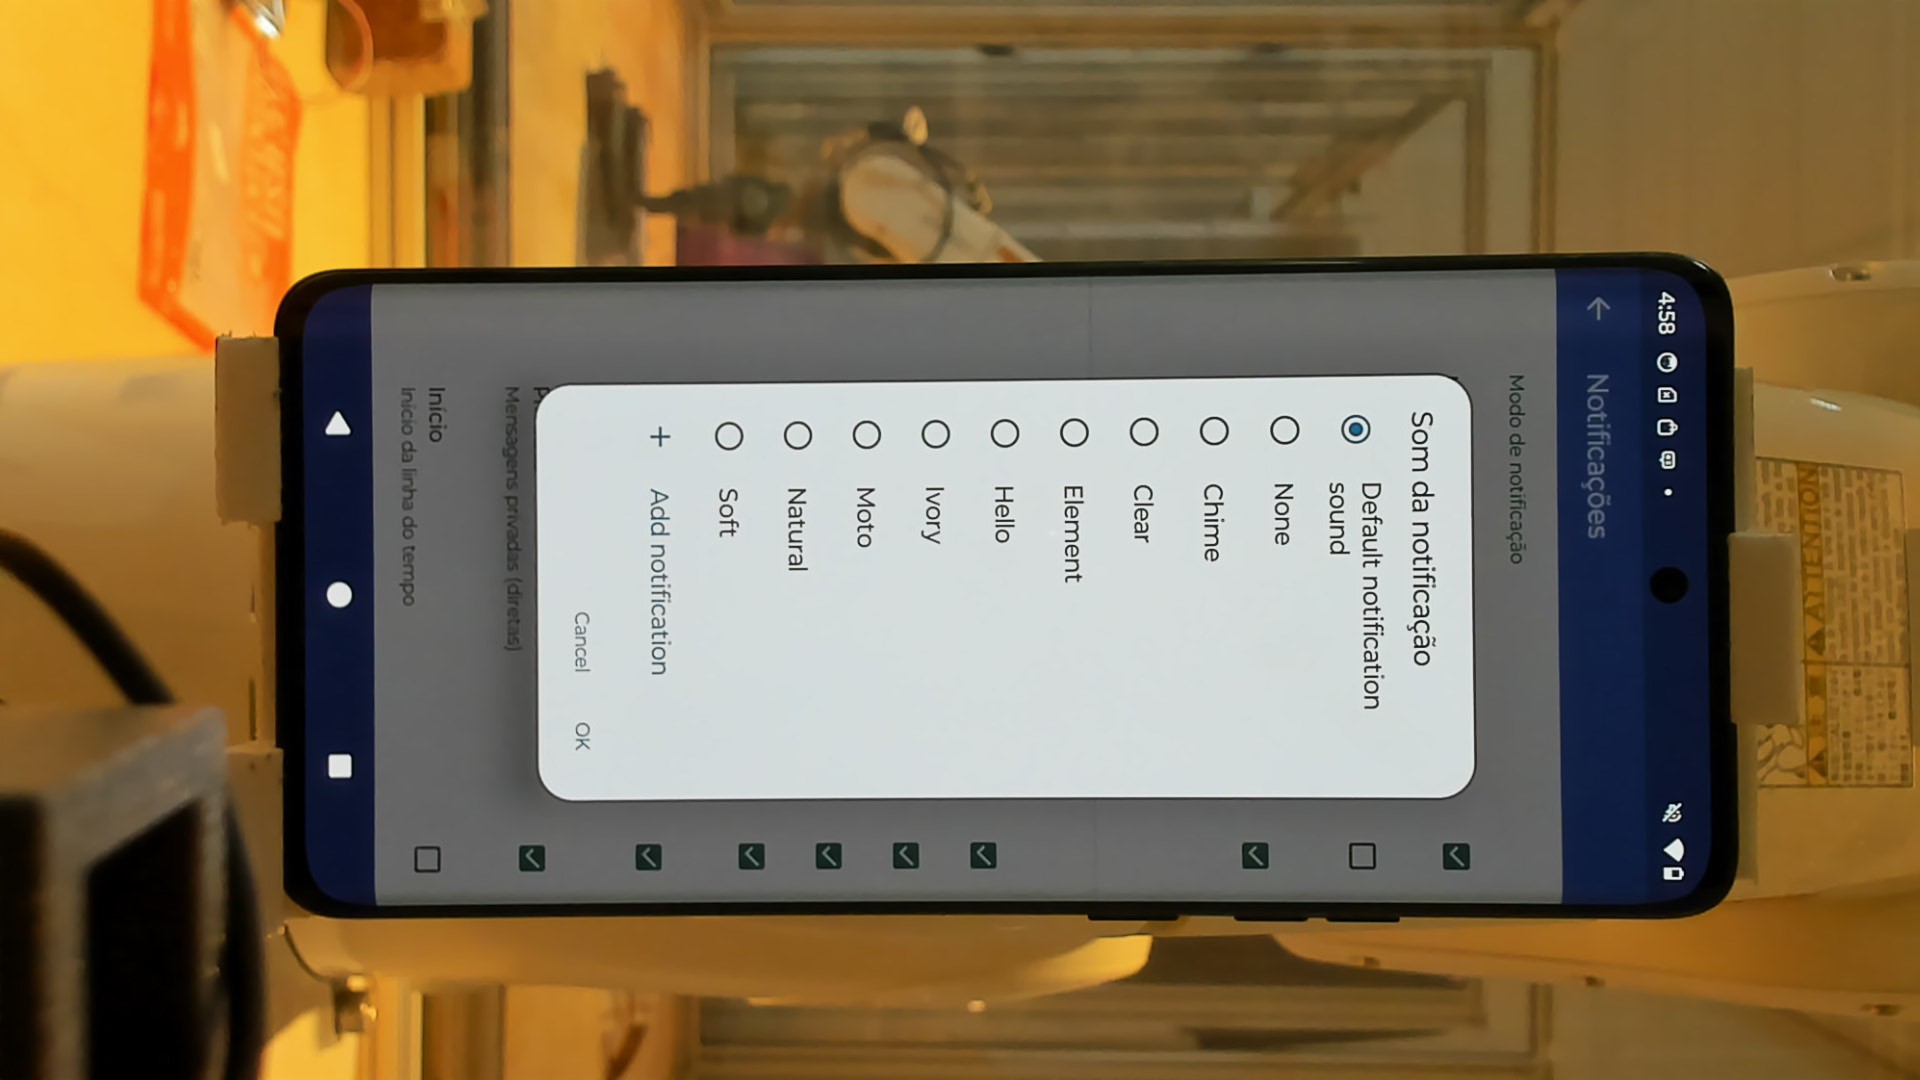 4:58
Notificações
Modo de notificação
Som da notificação
Default notification
sound
None
Chime
Clear
Element
Hello
Ivory
Moto
Natural
Soft
+ Add notification
Cancel OK
Mensagens privadas (diretas)
Início
Início da linha do tempo
ATTENTION